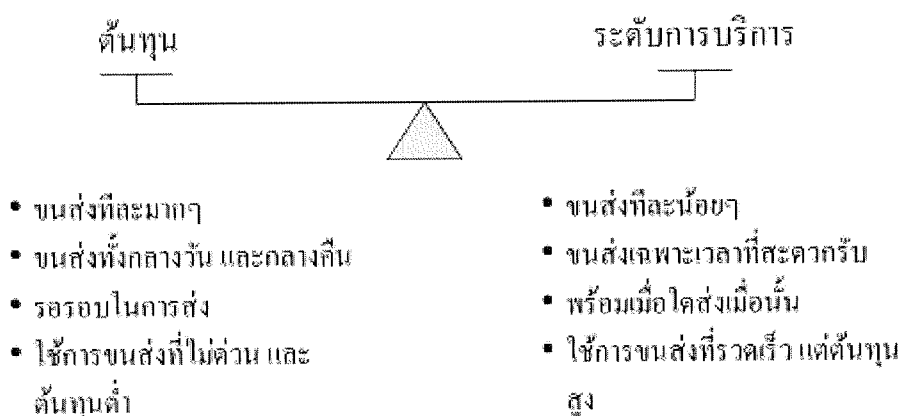 ต้นทุน
ระดับการบริการ
• ขนส่งทีละมากๆ
• ขนส่งทั้งกลางวัน และกลางคืน
• รอรอบในการส่ง
• ใช้การขนส่งที่ไม่ด่วน และ
ต้นทุนต่ำ
• ขนส่งทีละน้อยๆ
• ขนส่งเฉพาะเวลาที่สะดวกรับ
• พร้อมเมื่อใดส่งเมื่อนั้น
• ใช้การขนส่งที่รวดเร็ว แต่ต้นทุน
สูง